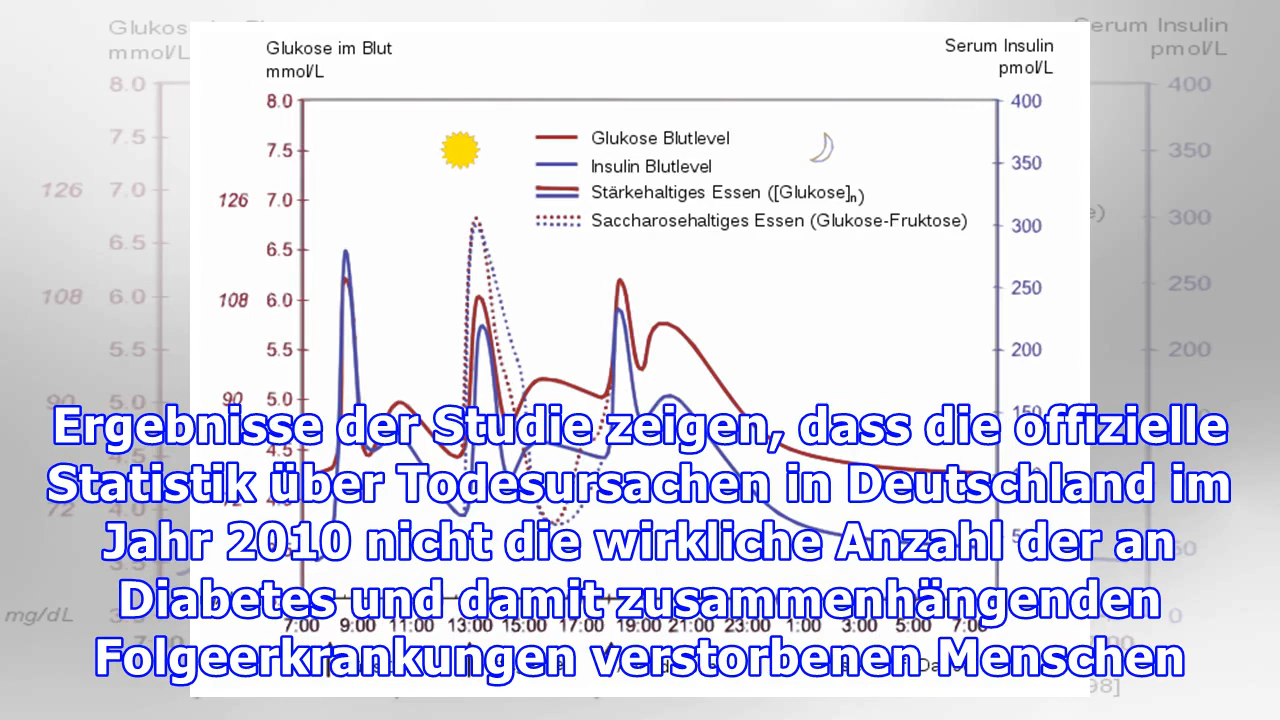 Glukose im Blut
mmol/L
Serum Insulin
pmol/L
8.0
7.5
126 7.0
6.5
108 6.0
5.5
90 5.0
4.5
400
350
300
250
200
150
Glukose Blutlevel
Insulin Blutlevel
Stärkehaltiges Essen ([Glukose]n)
Saccharosehaltiges Essen (Glukose-Fruktose)
Ergebnisse der Studie zeigen, dass die offizielle
Statistik über Todesursachen in Deutschland im
Jahr 2010 nicht die wirkliche Anzahl der an
Diabetes und damit zusammenhängenden
Folgeerkrankungen verstorbenen Menschen
7:00 9:00 11:00 13:00 15:00 17:00 19:00 21:00 23:00 1:00 3:00 5:00 7:00
mg/dL